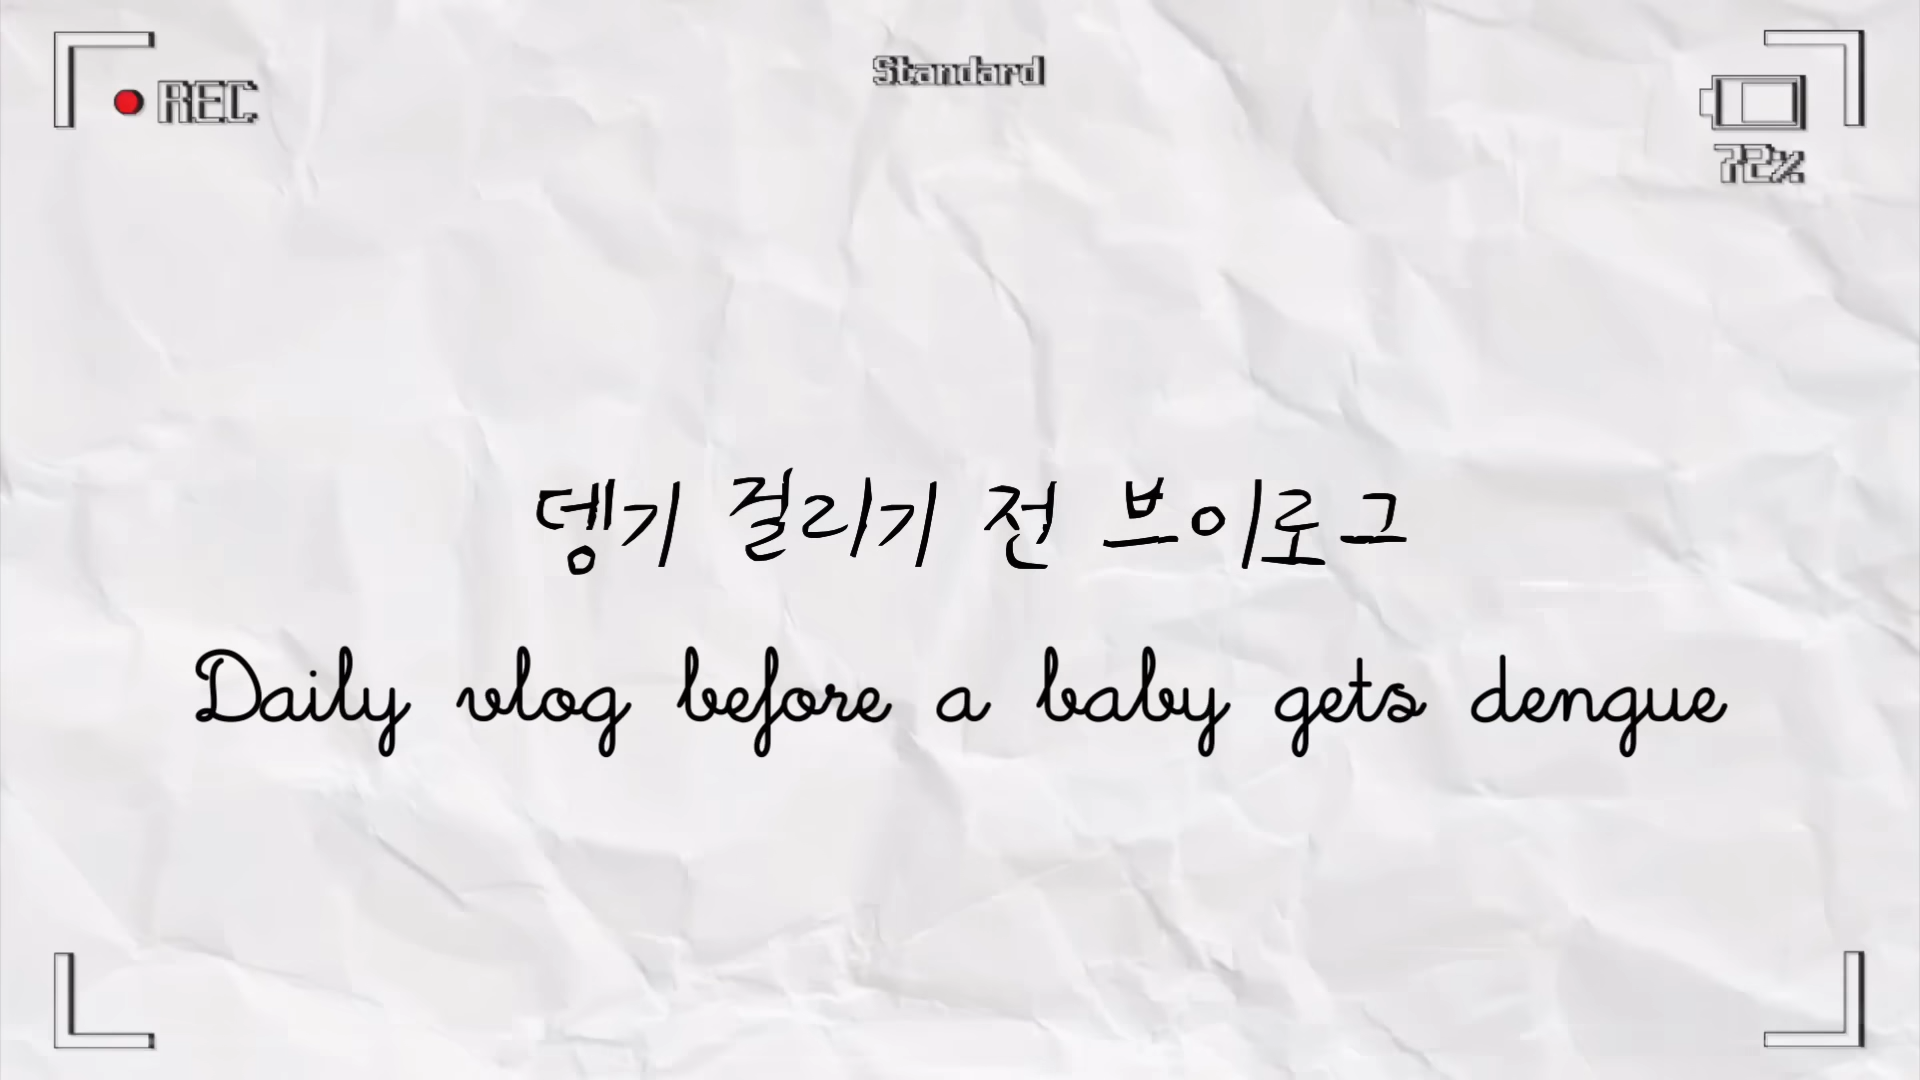 Standard
REC
72%
뎅기 걸리기 전 브이로그
Daily vlog before a baby gets dengue